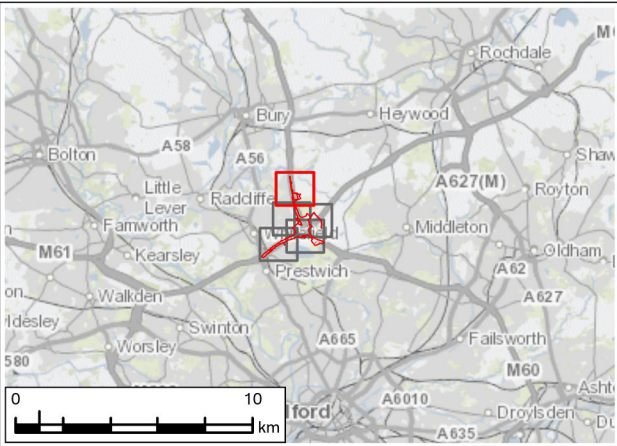 Rochdale
Bury
Heywood
A58
Bolton
A56
Shaw
A627(M)
Little
Lever
Radcliffe
Royton
Farnworth
Middleton
M61
Kearsley
Oldham
Prestwich
A62
Walkden
A627
Swinton
A665
Failsworth
Worsley
580
M60
0
10
km
A6010
Droylsden
A635